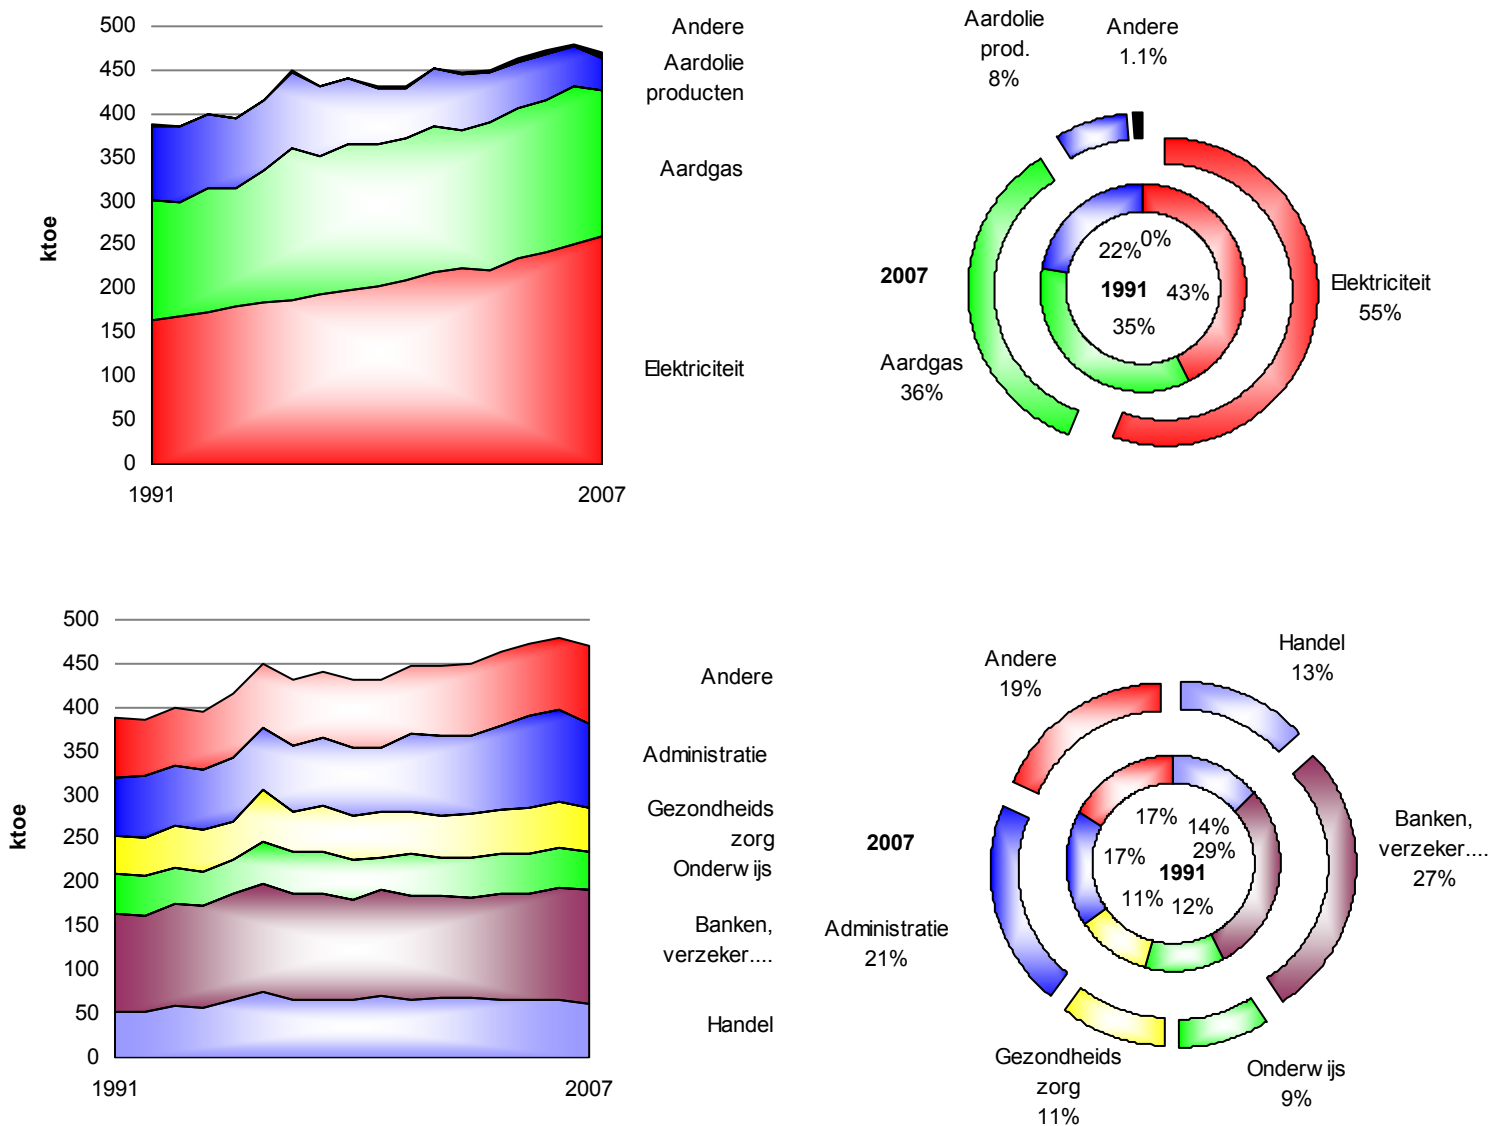 500
450
400
350
300
250
200
150
100
50
0
ktoe
1991
2007
Andere
Aardolie
producten
Aardgas
Elektriciteit
Aardolie
prod.
8%
Andere
1.1%
2007
22%
0%
1991
43%
35%
Elektriciteit
55%
Aardgas
36%
500
450
400
350
300
250
200
150
100
50
0
ktoe
1991
2007
Andere
Administratie
Gezondheids
zorg
Onderwijs
Banken,
verzeker....
Handel
Andere
19%
Handel
13%
2007
17%
14%
29%
17%
1991
11%
12%
Banken,
verzeker....
27%
Administratie
21%
Gezondheids
zorg
11%
Onderwijs
9%